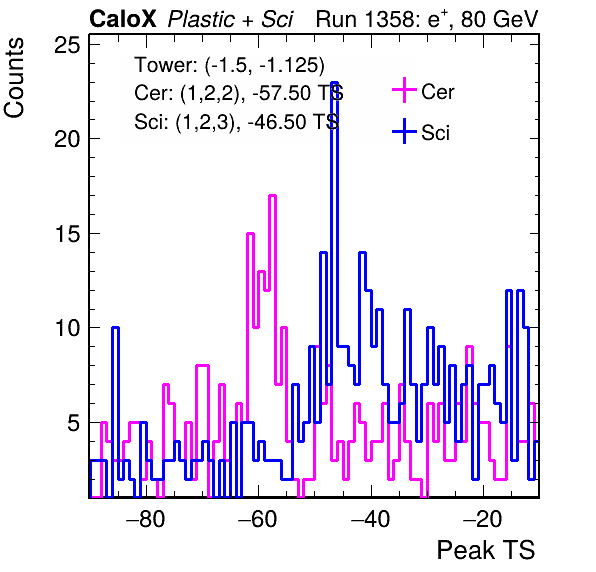 CaloX Plastic + Sci Run 1358: e+, 80 GeV
Counts
25
20
15
10
5
Tower: (-1.5, -1.125)
Cer: (1,2,2), -57.50 TS
Sci: (1,2,3), -46.50 TS
Cer
Sci
−80 −60 −40 −20
Peak TS